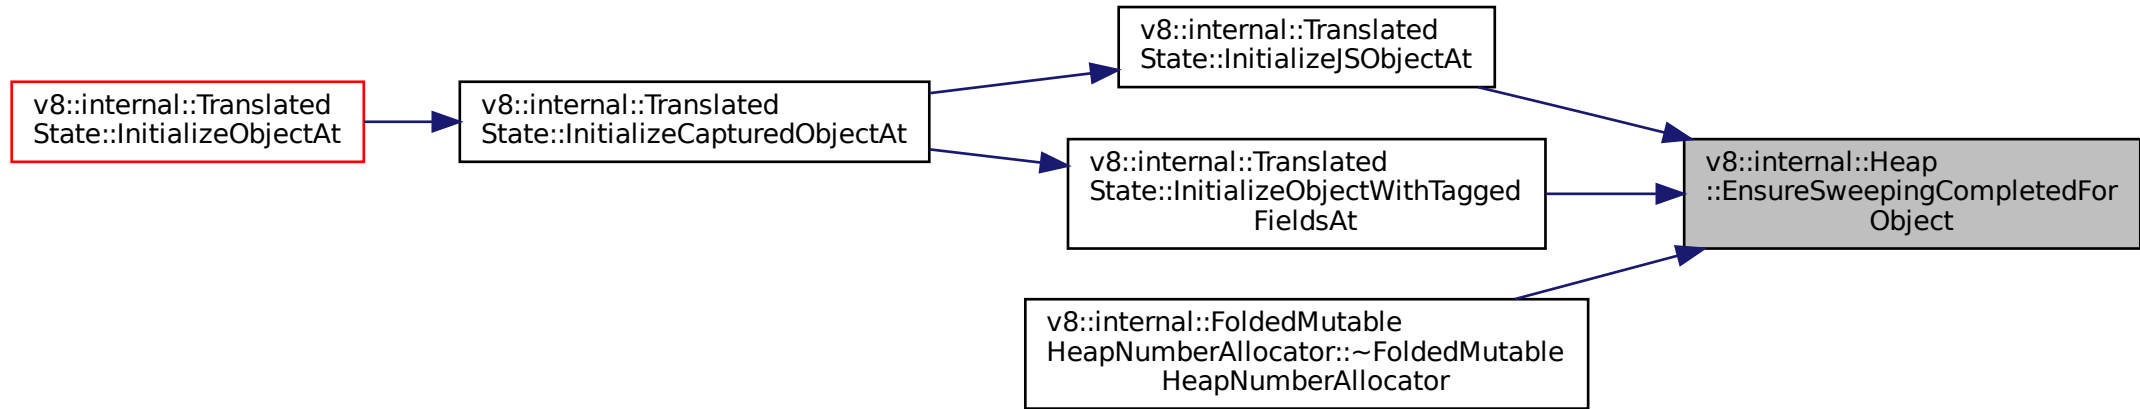 v8::internal::Translated
State::InitializeObjectAt
v8::internal::Translated
State::InitializeCapturedObjectAt
v8::internal::Translated
State::InitializeJSObjectAt
v8::internal::Translated
State::InitializeObjectWithTagged
FieldsAt
v8::internal::FoldedMutable
HeapNumberAllocator::~FoldedMutable
HeapNumberAllocator
v8::internal::Heap
::EnsureSweepingCompletedFor
Object